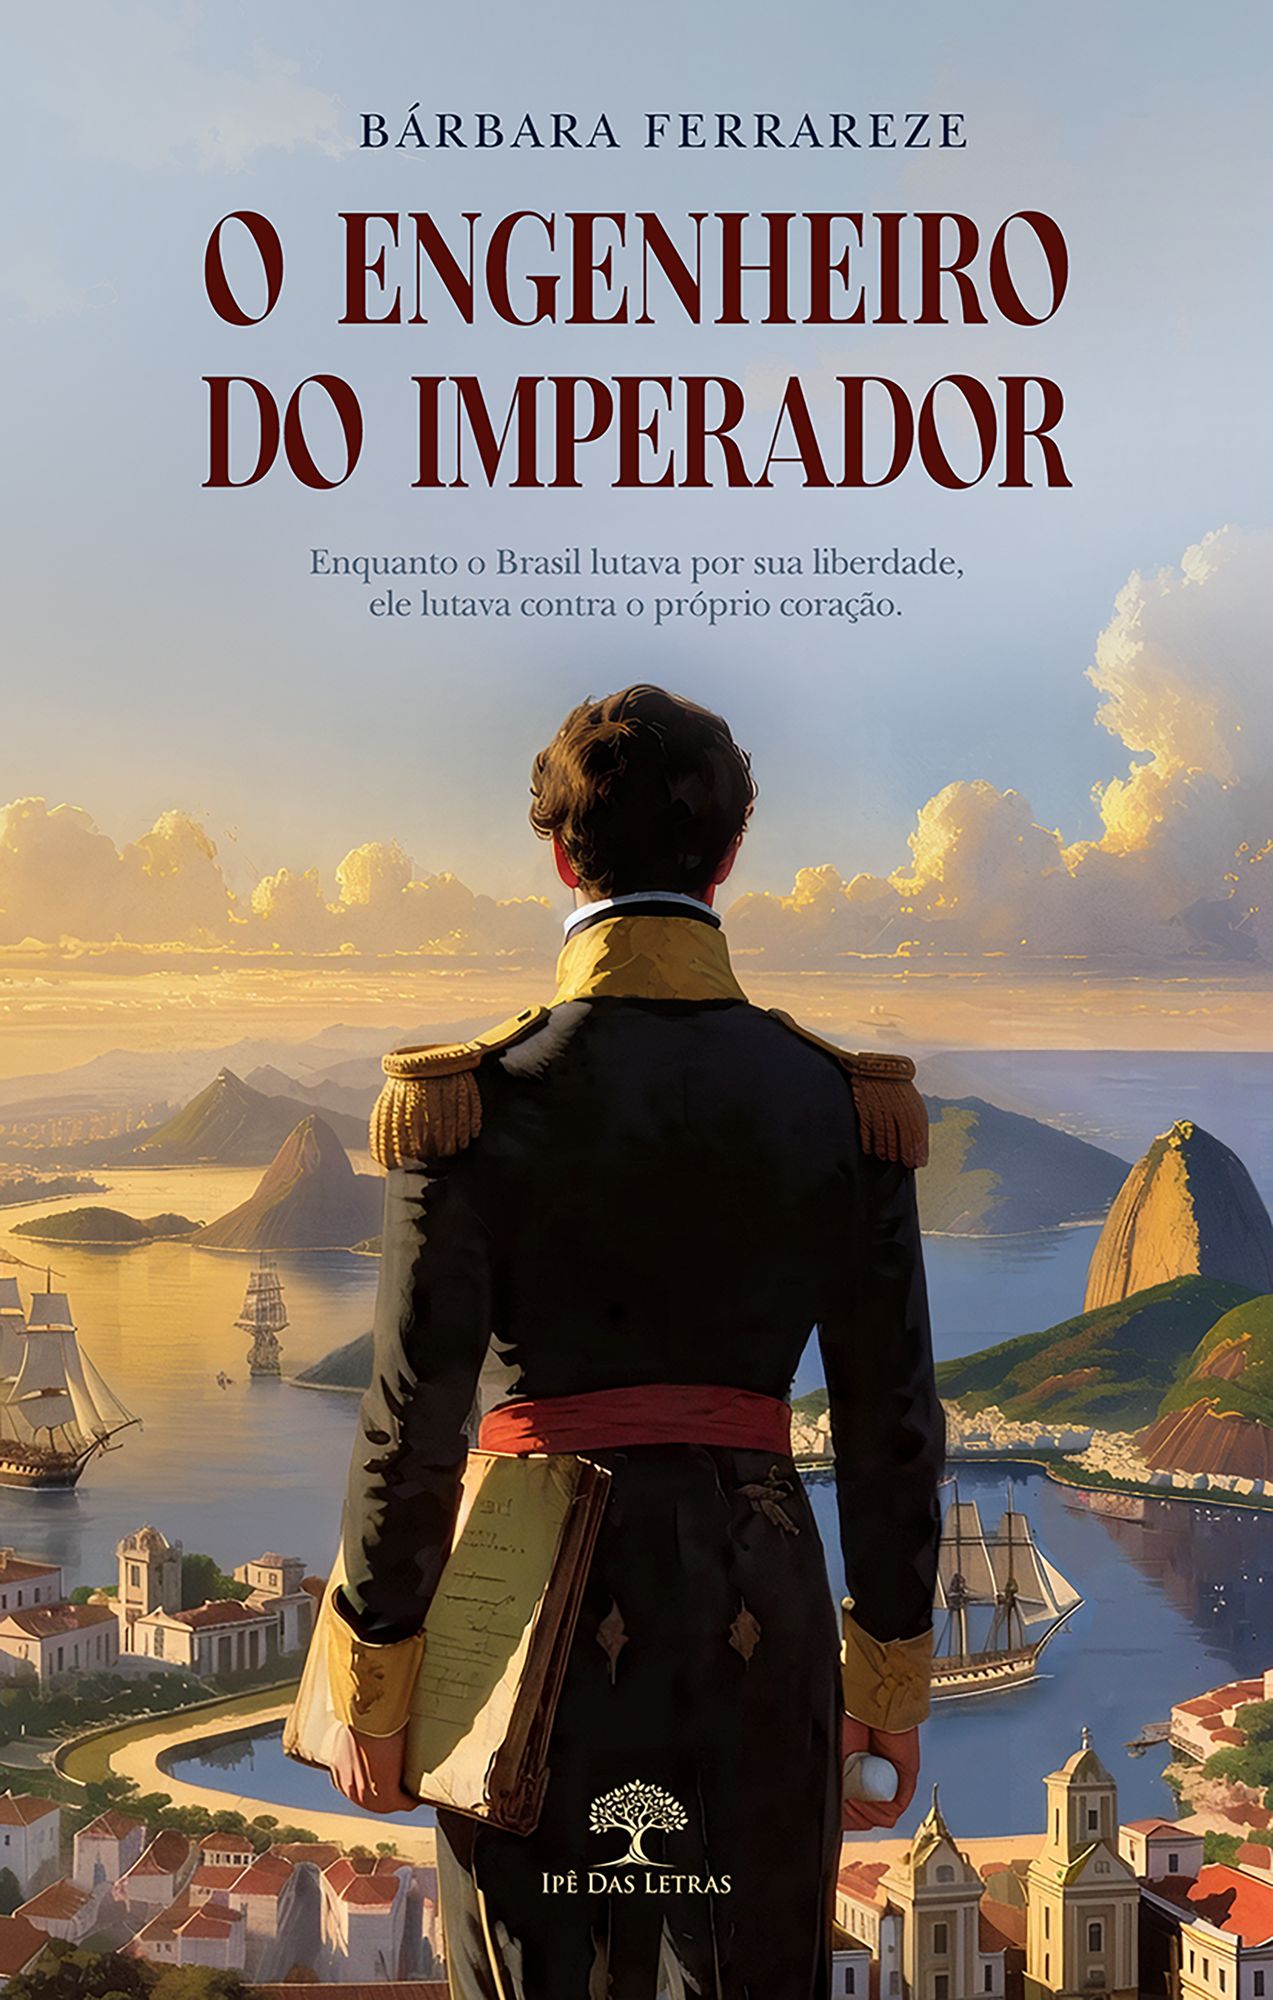 BÁRBARA FERRAREZE
O ENGENHEIRO
DO IMPERADOR
Enquanto o Brasil lutava por sua liberdade,
ele lutava contra o próprio coração.
IPÊ DAS LETRAS